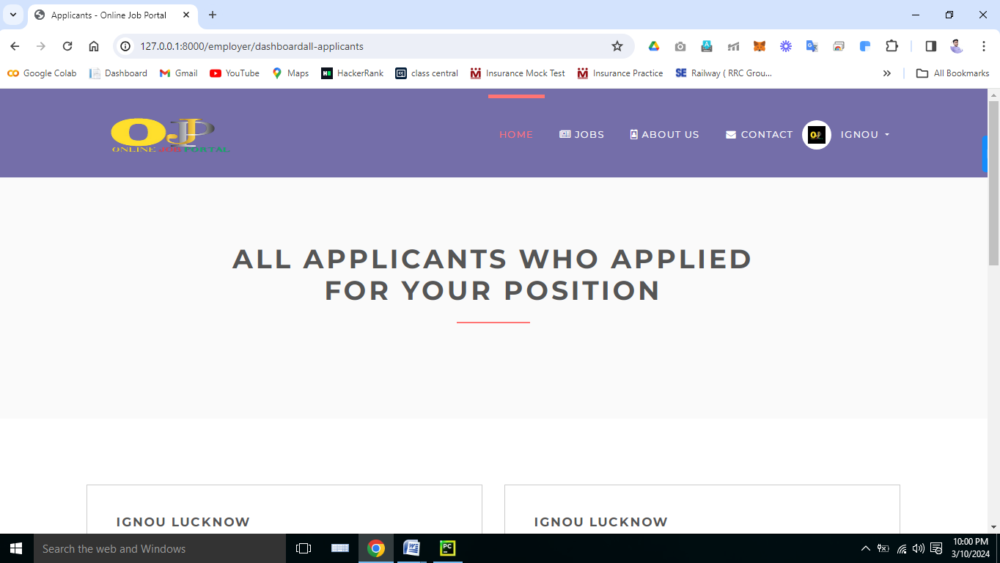 Applicants - Online Job Portal
127.0.0.1:8000/employer/dashboardall-applicants
Google Colab Dashboard Gmail YouTube Maps HackerRank class central Insurance Mock Test Insurance Practice Railway ( RRC Grou... All Bookmarks
OJP
ONLINE JOB PORTAL
HOME JOBS ABOUT US CONTACT IGNOU
ALL APPLICANTS WHO APPLIED
FOR YOUR POSITION
IGNOU LUCKNOW IGNOU LUCKNOW
Search the web and Windows
10:00 PM
3/10/2024